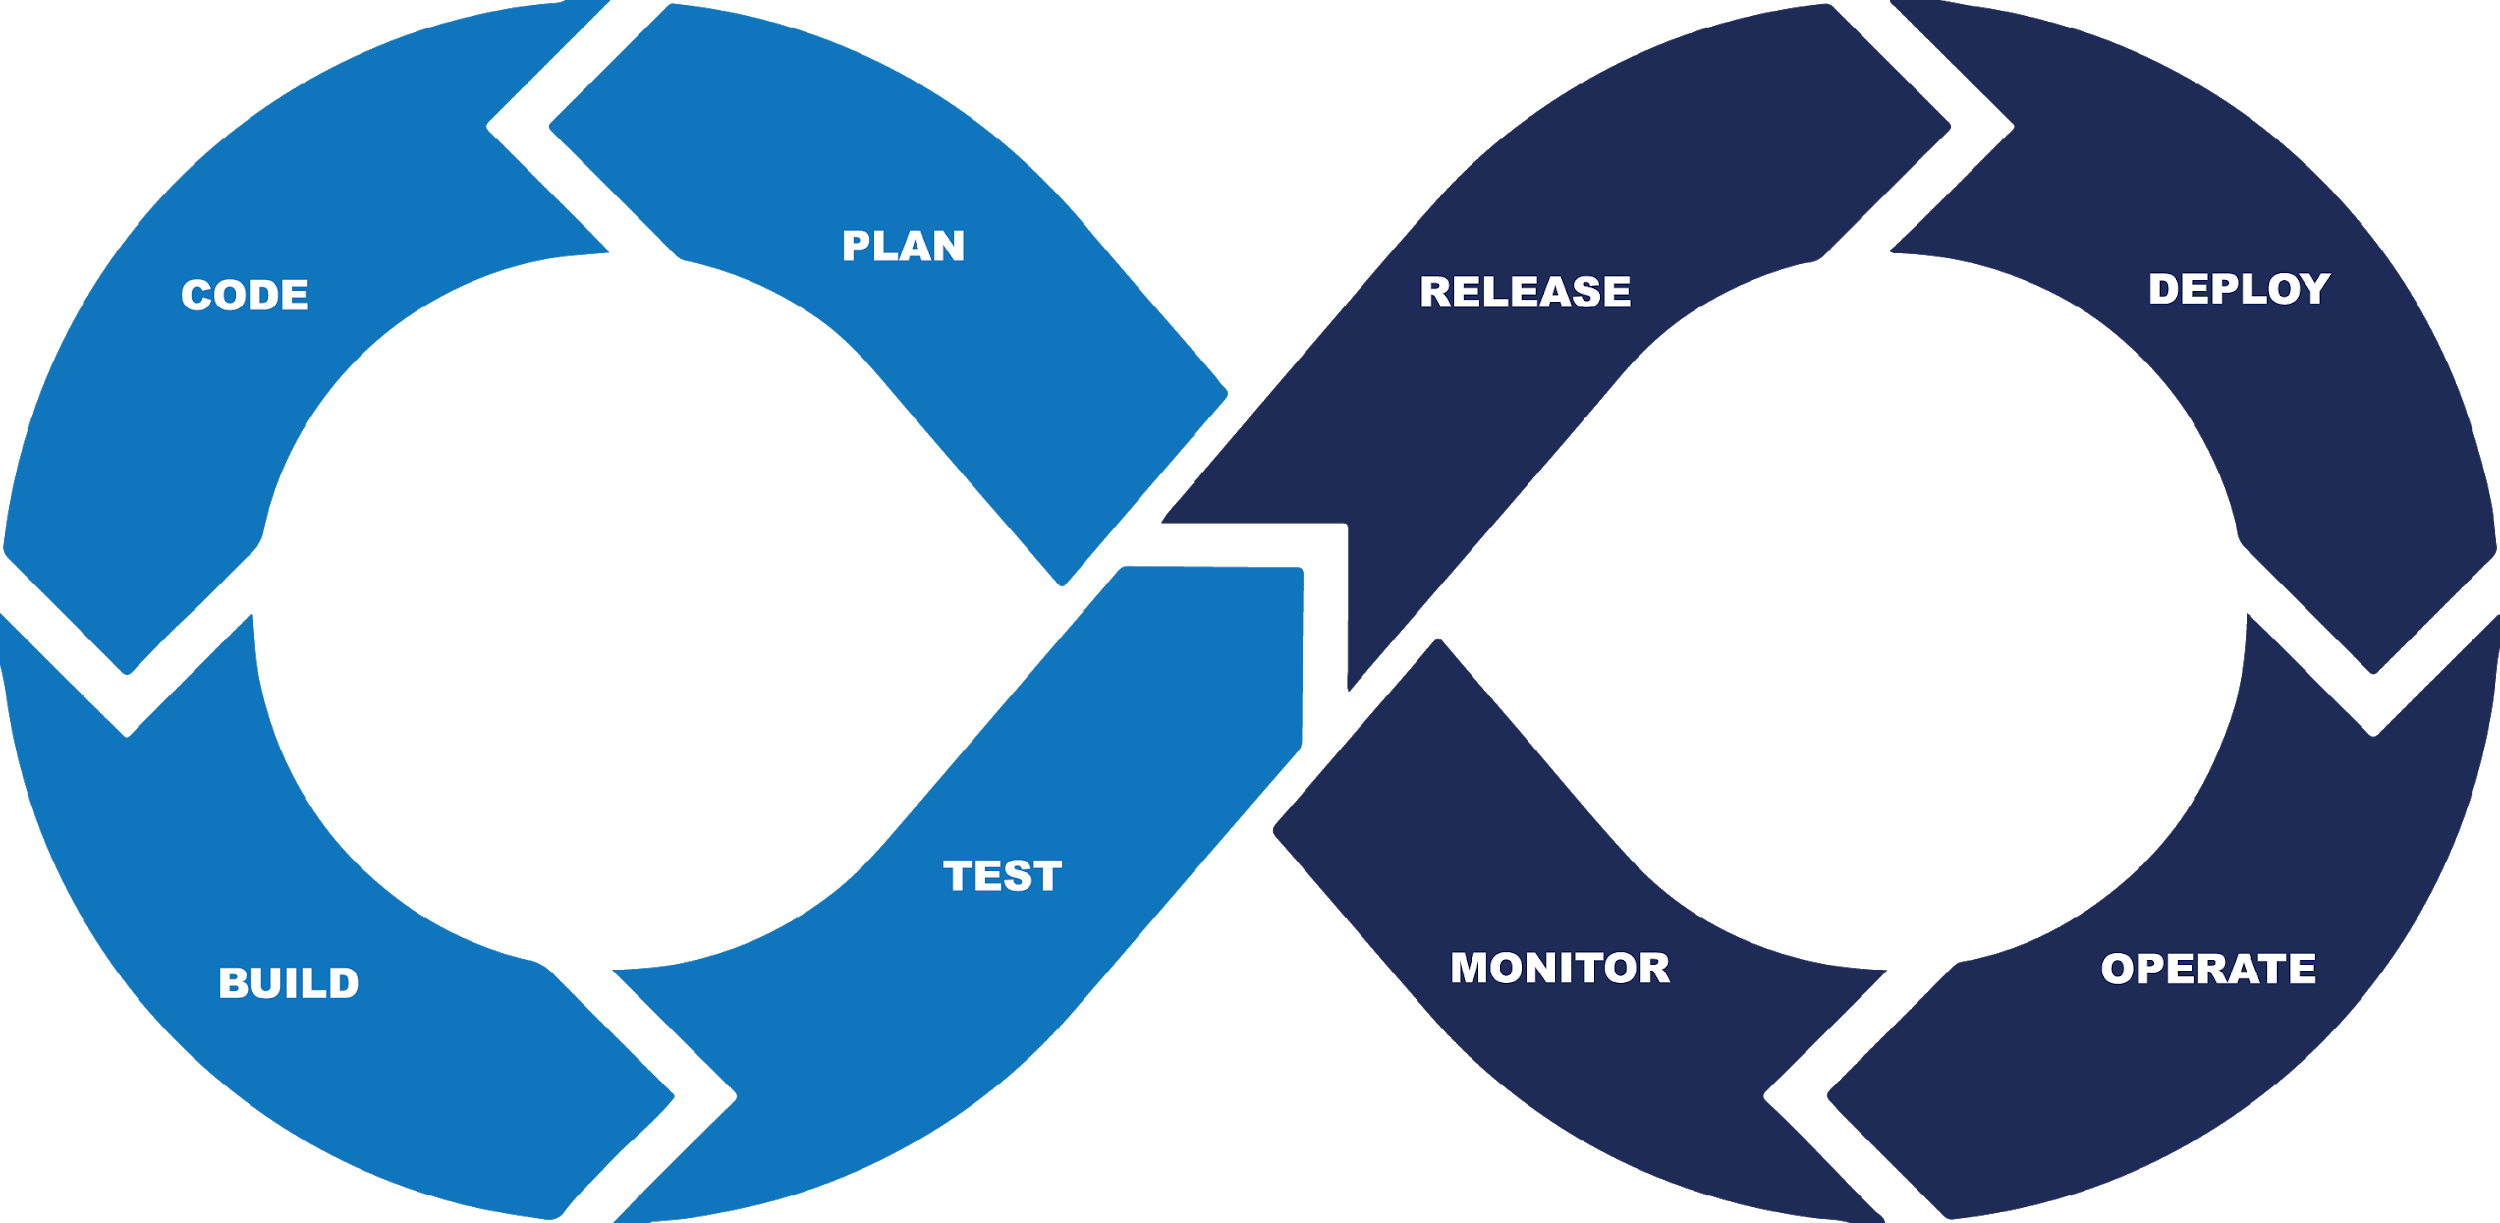 PLAN
CODE
BUILD
TEST
RELEASE
DEPLOY
OPERATE
MONITOR